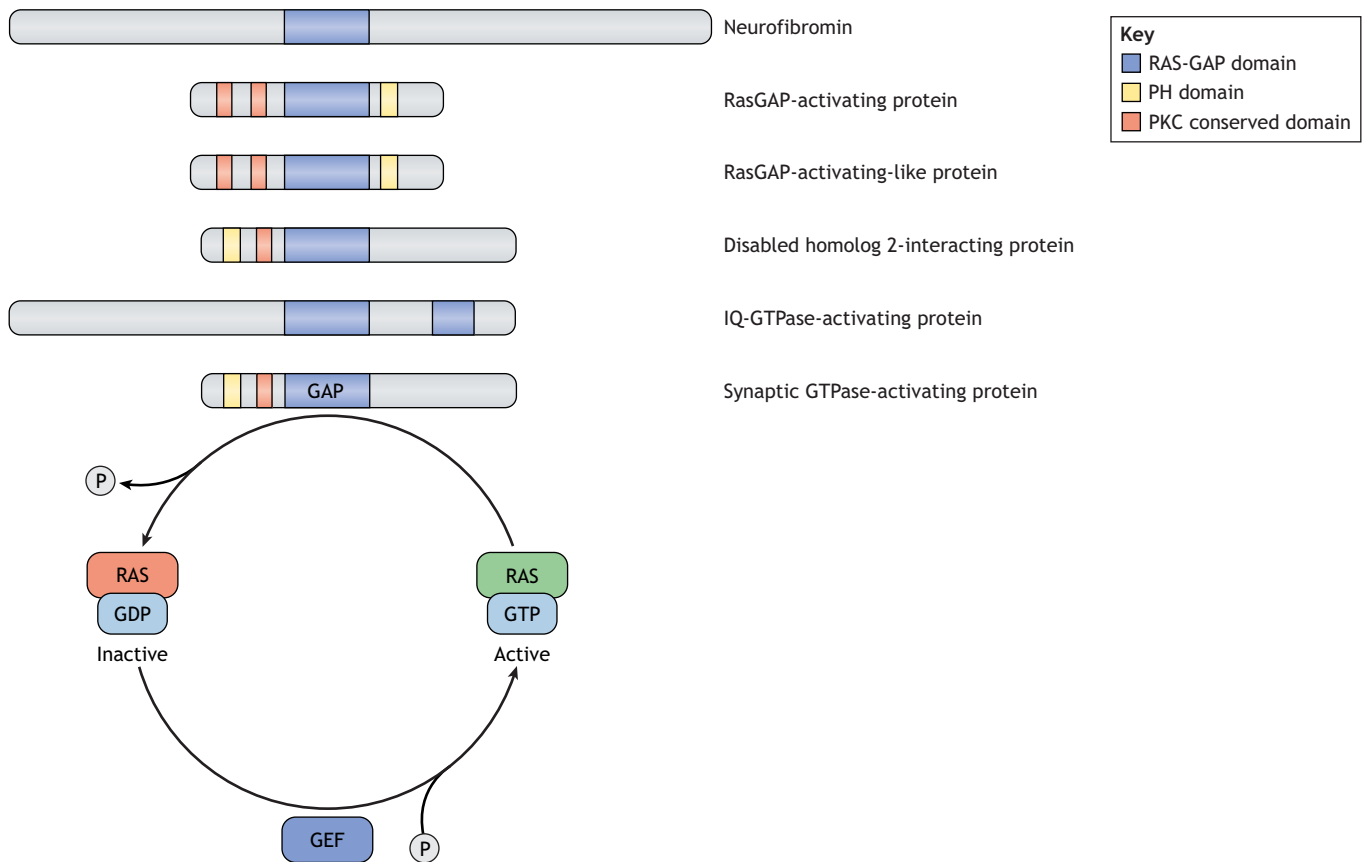 Neurofibromin
Key
RAS-GAP domain
PH domain
PKC conserved domain
RasGAP-activating protein
RasGAP-activating-like protein
Disabled homolog 2-interacting protein
IQ-GTPase-activating protein
GAP
Synaptic GTPase-activating protein
P
RAS
GDP
Inactive
RAS
GTP
Active
GEF
P